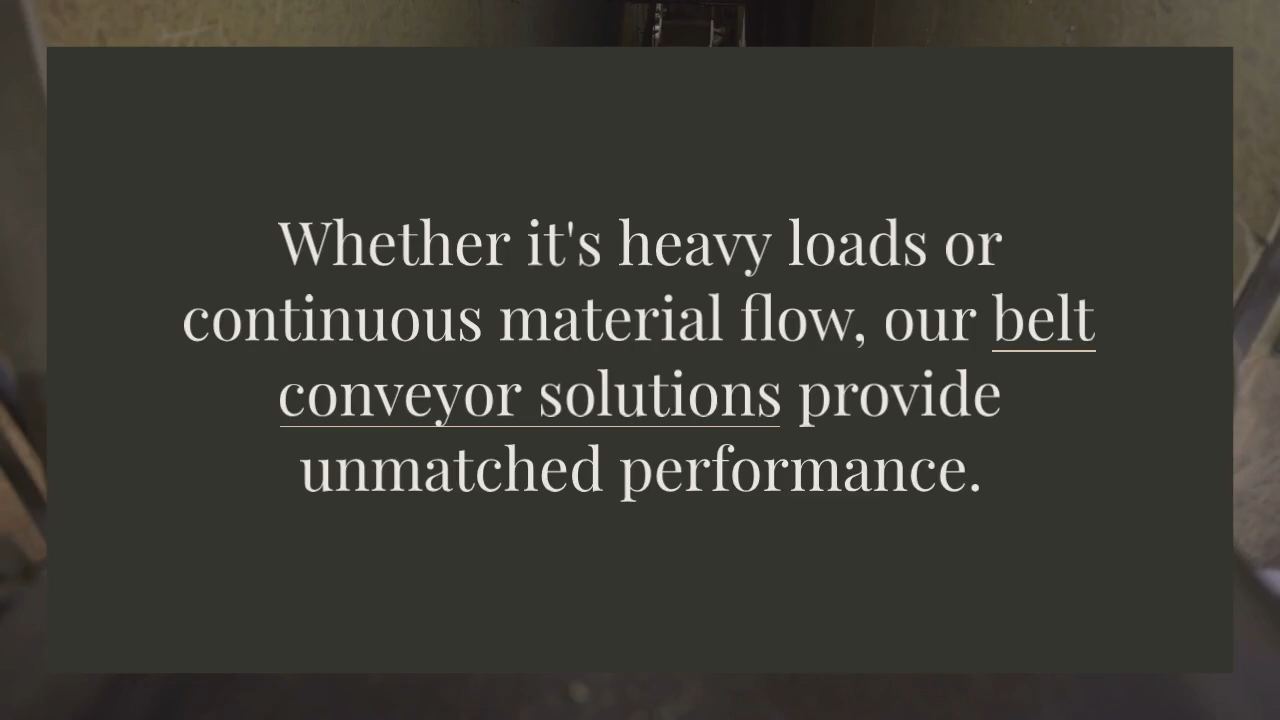 Whether it's heavy loads or
continuous material flow, our belt
conveyor solutions provide
unmatched performance.